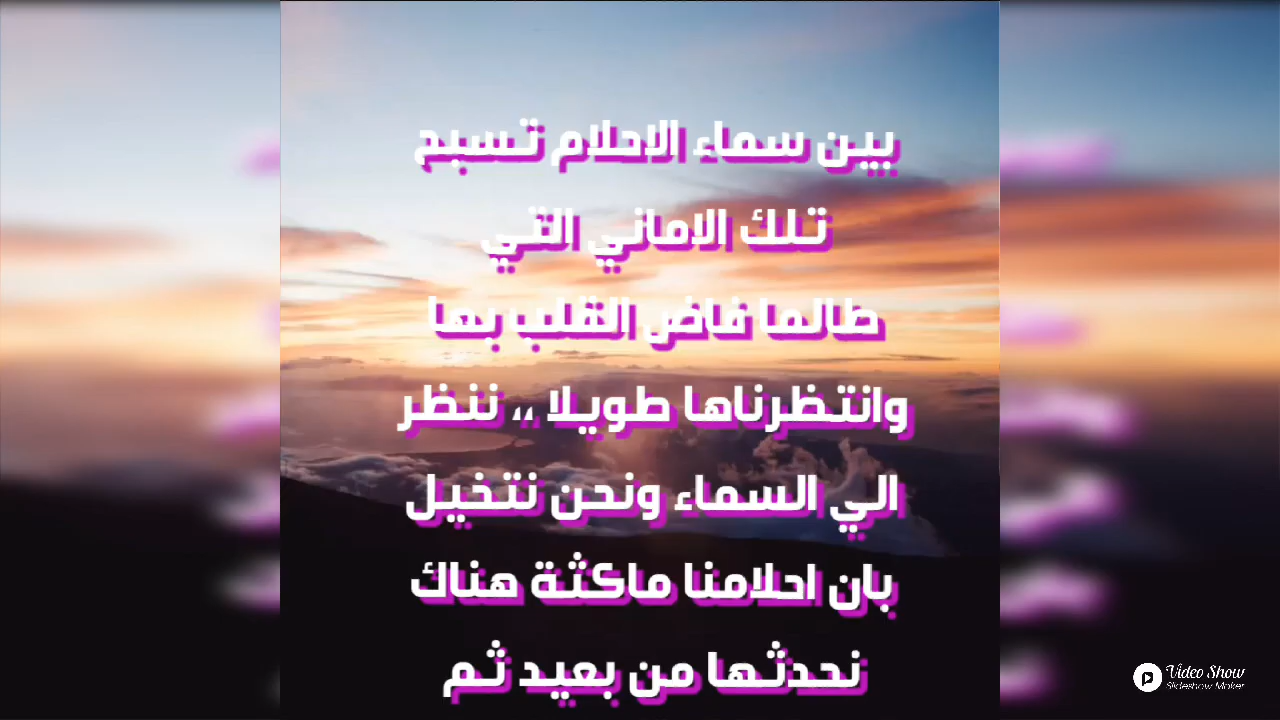 بين سماء الاحلام تسبح
تلك الاماني التي
طالما فاض القلب بها
وانتظرناها طويلا ،، ننظر
الي السماء ونحن نتخيل
بان احلامنا ماكثة هناك
نحدثها من بعيد ثم
Video Show
Slideshow Maker